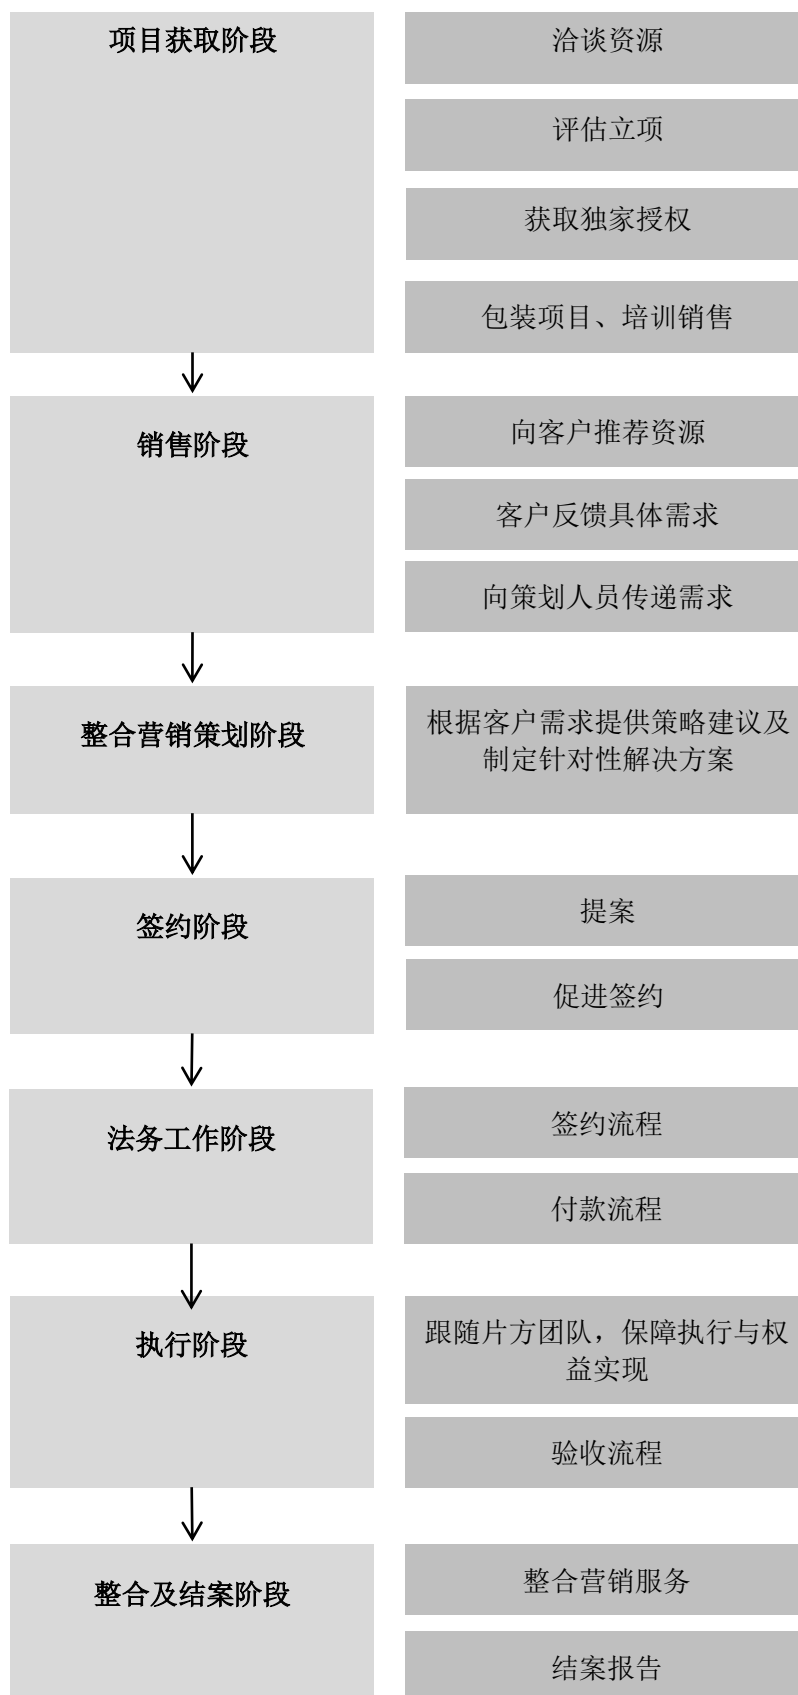 项目获取阶段
洽谈资源
评估立项
获取独家授权
包装项目、培训销售
销售阶段
向客户推荐资源
客户反馈具体需求
向策划人员传递需求
整合营销策划阶段
根据客户需求提供策略建议及
制定针对性解决方案
签约阶段
提案
促进签约
法务工作阶段
签约流程
付款流程
执行阶段
跟随片方团队，保障执行与权
益实现
验收流程
整合及结案阶段
整合营销服务
结案报告